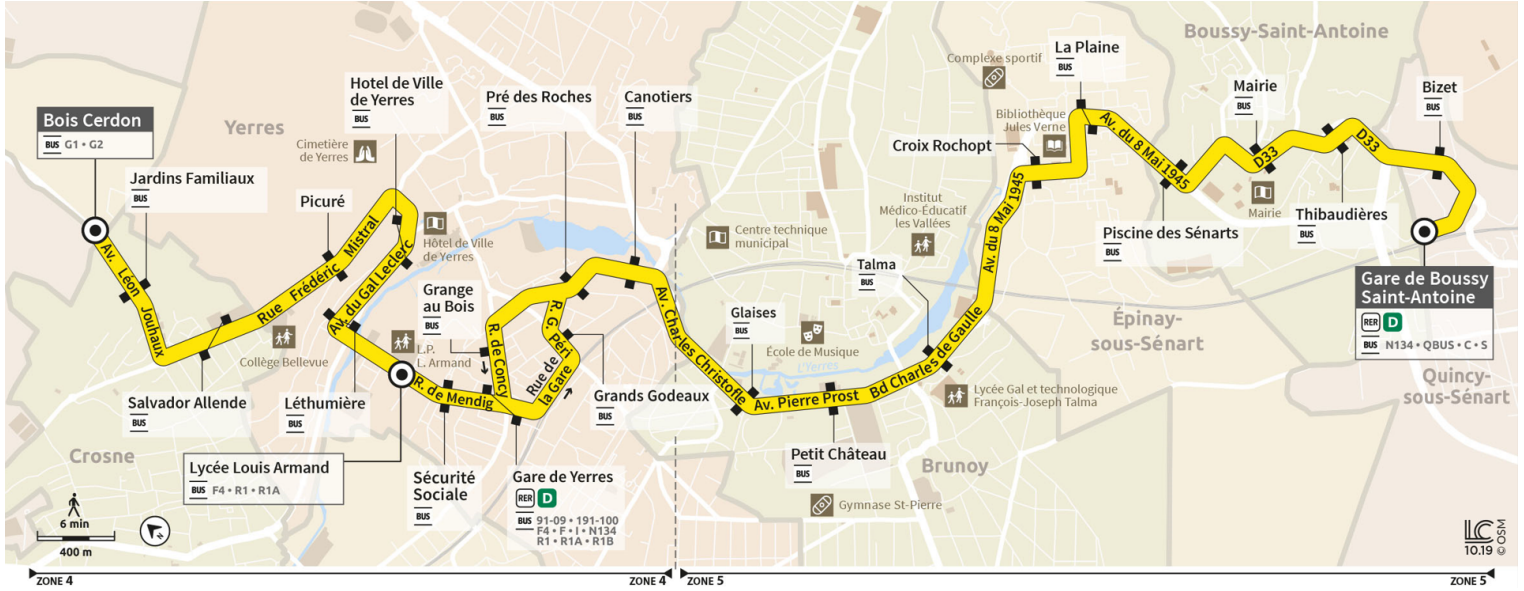 Bois Cerdon
BUS G1 • G2
Yerres
Jardins Familiaux
BUS
Picuré
Cimetière
de Yerres
Hotel de Ville
de Yerres
BUS
Hôtel de Ville
de Yerres
Av. Léon Jouhaux
Rue Frédéric Mistral
Av. du Gal Leclerc
Collège Bellevue
Salvador Allende
BUS
Léthumière
BUS
Crosne
Lycée Louis Armand
BUS F4 • R1 • R1A
L.P.
L. Armand
Grange
au Bois
BUS
R. de Mendig
R. de Concy
Sécurité
Sociale
BUS
Gare de Yerres
RER D
BUS 91-09 • 191-100
F4 • F • I • N134
R1 • R1A • R1B
Rue de
la Gare
R. G. Péri
Grands Godeaux
BUS
Pré des Roches
BUS
Canotiers
BUS
Av. Charles Christofle
Centre technique
municipal
Glaises
BUS
École de Musique
L'Yerres
Av. Pierre Prost
Petit Château
BUS
Gymnase St-Pierre
Bd Charles de Gaulle
Talma
BUS
Institut
Médico-Éducatif
les Vallées
Lycée Gal et technologique
François-Joseph Talma
Brunoy
Av. du 8 Mai 1945
Croix Rochopt
BUS
Bibliothèque
Jules Verne
Complexe sportif
La Plaine
BUS
Av. du 8 Mai 1945
Épinay-
sous-Sénart
Piscine des Sénarts
BUS
Boussy-Saint-Antoine
Mairie
BUS
D33
Mairie
Thibaudières
BUS
D33
Bizet
BUS
Gare de Boussy
Saint-Antoine
RER D
BUS N134 • QBUS • C • S
Quincy-
sous-Sénart
6 min
400 m
N
LC
10.19
© OSM
ZONE 4
ZONE 4
ZONE 5
ZONE 5